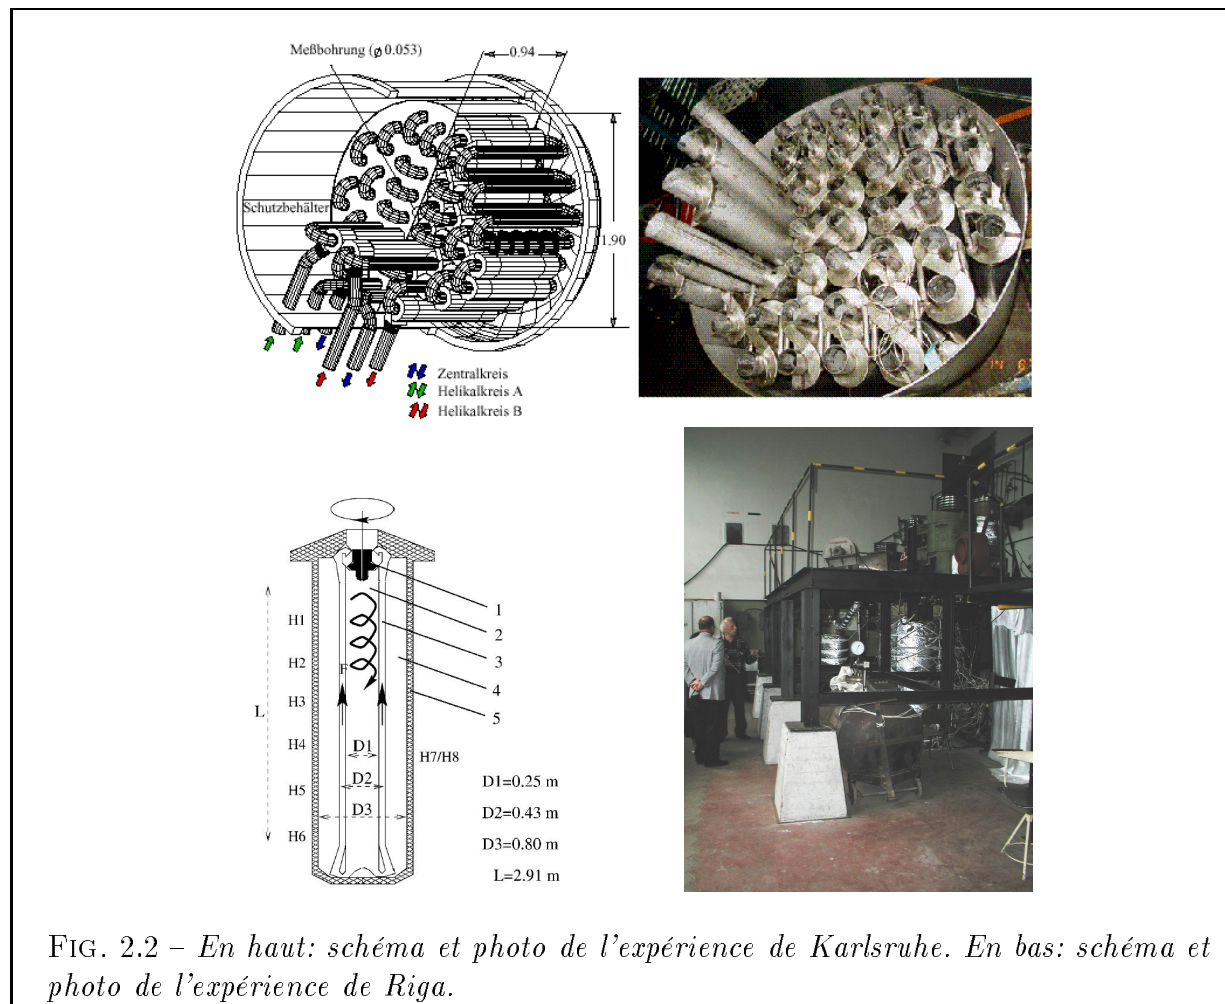 Meßbohrung (ø 0.053)
0.94
Schutzbehälter
1.90
Zentralkreis
Helikalkreis A
Helikalkreis B
1
2
3
4
5
H1
H2
F
H3
L
H4
D1
H7/H8
H5
D2
D3
H6
D1=0.25 m
D2=0.43 m
D3=0.80 m
L=2.91 m
FIG. 2.2 – En haut: schéma et photo de l'expérience de Karlsruhe. En bas: schéma et
photo de l'expérience de Riga.